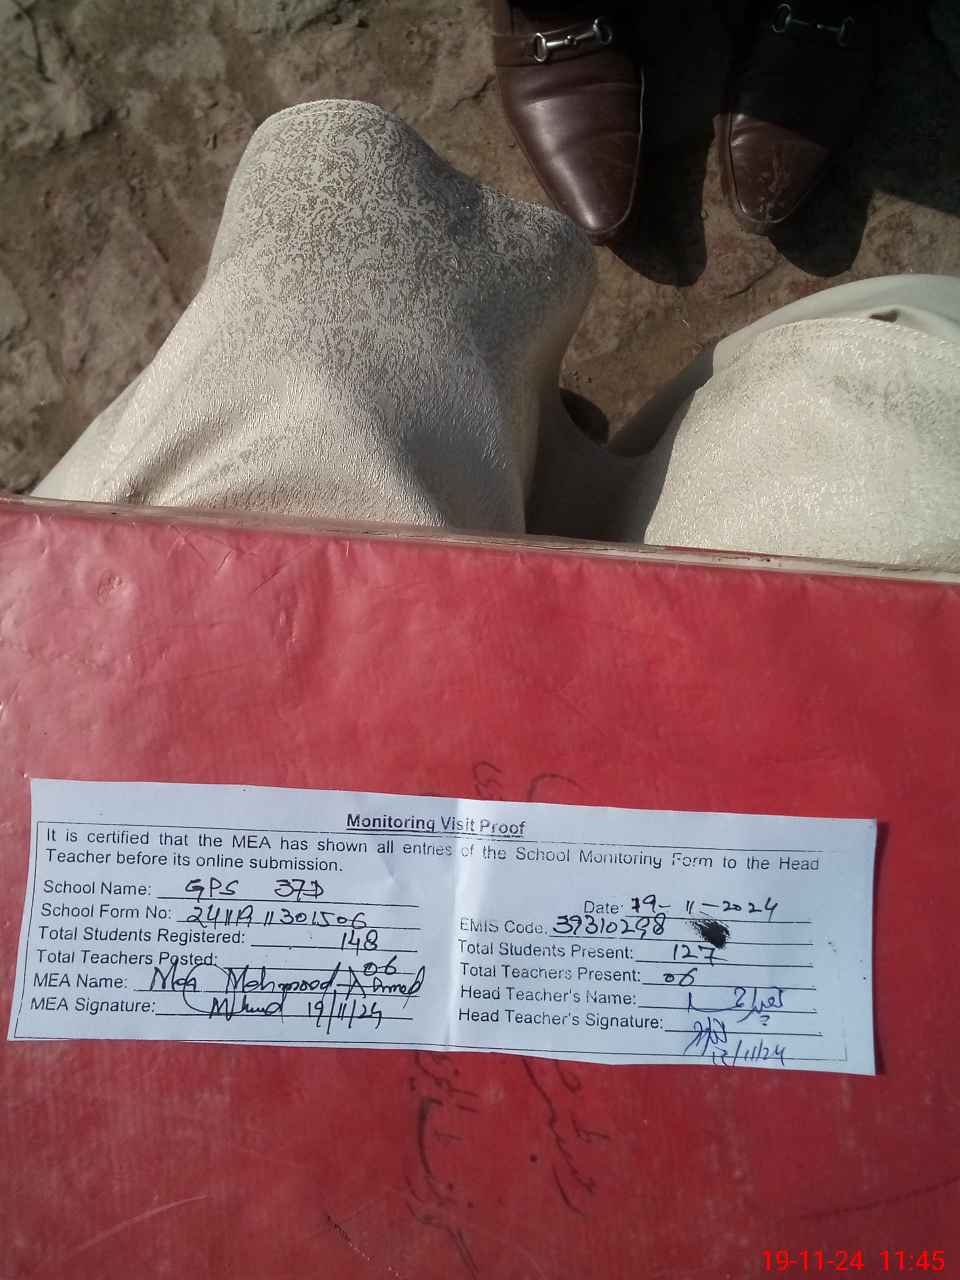 Monitoring Visit Proof
It is certified that the MEA has shown all entries of the School Monitoring Form to the Head
Teacher before its online submission.
School Name: GPS 37D
Date: 19-11-2024
School Form No: 24111911301506
EMIS Code. 39310298
Total Students Registered: 148
Total Students Present: 127
Total Teachers Posted: 06
Total Teachers Present: 06
MEA Name: Mehmood Ahmed
Head Teacher's Name:
MEA Signature: 19/11/24
Head Teacher's Signature:
19-11-24 11:45